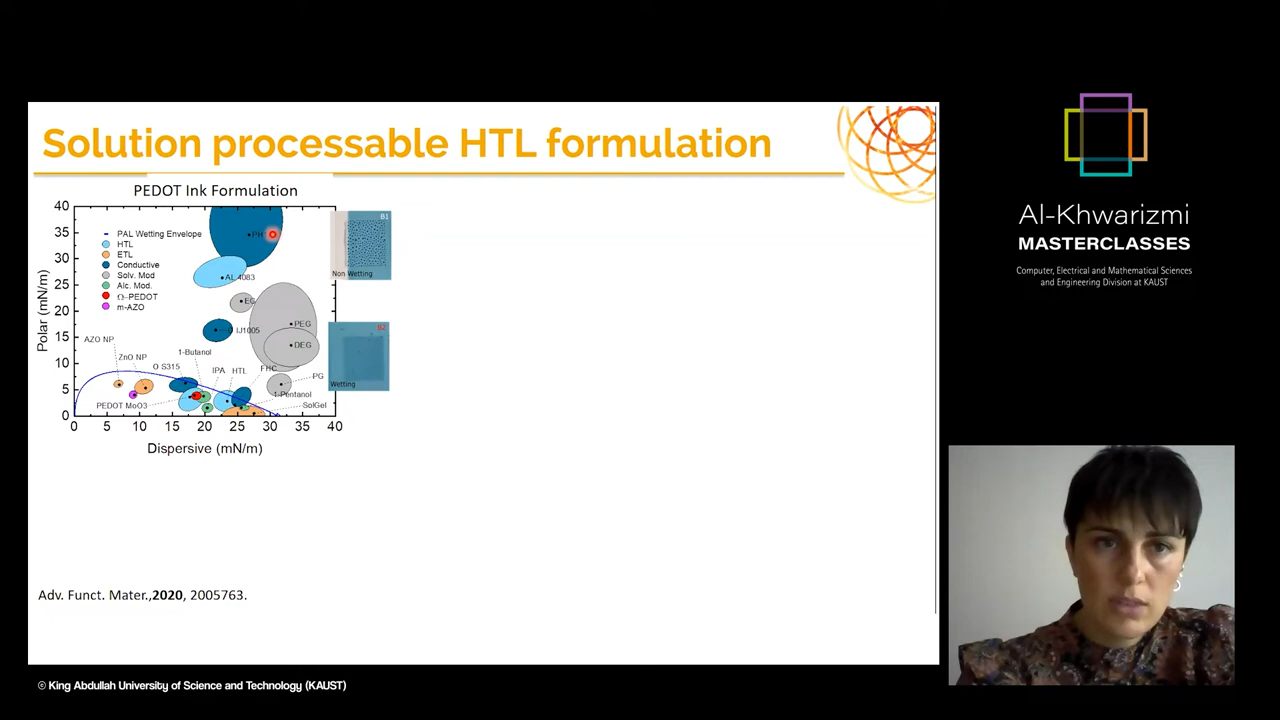 Solution processable HTL formulation
PEDOT Ink Formulation
40
35
30
25
20
15
10
5
0
Polar (mN/m)
PAL Wetting Envelope
HTL
ETL
Conductive
Solv. Mod
Alc. Mod.
Ω-PEDOT
m-AZO
AL 4083
EG
PEG
DEG
IJ1005
AZO NP
ZnO NP
1-Butanol
O S315
IPA
HTL
FHC
PG
1-Pentanol
SolGel
PEDOT MoO3
0 5 10 15 20 25 30 35 40
Dispersive (mN/m)
B1
Non Wetting
B2
Wetting
Adv. Funct. Mater.,2020, 2005763.
Al-Khwarizmi
MASTERCLASSES
Computer, Electrical and Mathematical Sciences
and Engineering Division at KAUST
© King Abdullah University of Science and Technology (KAUST)